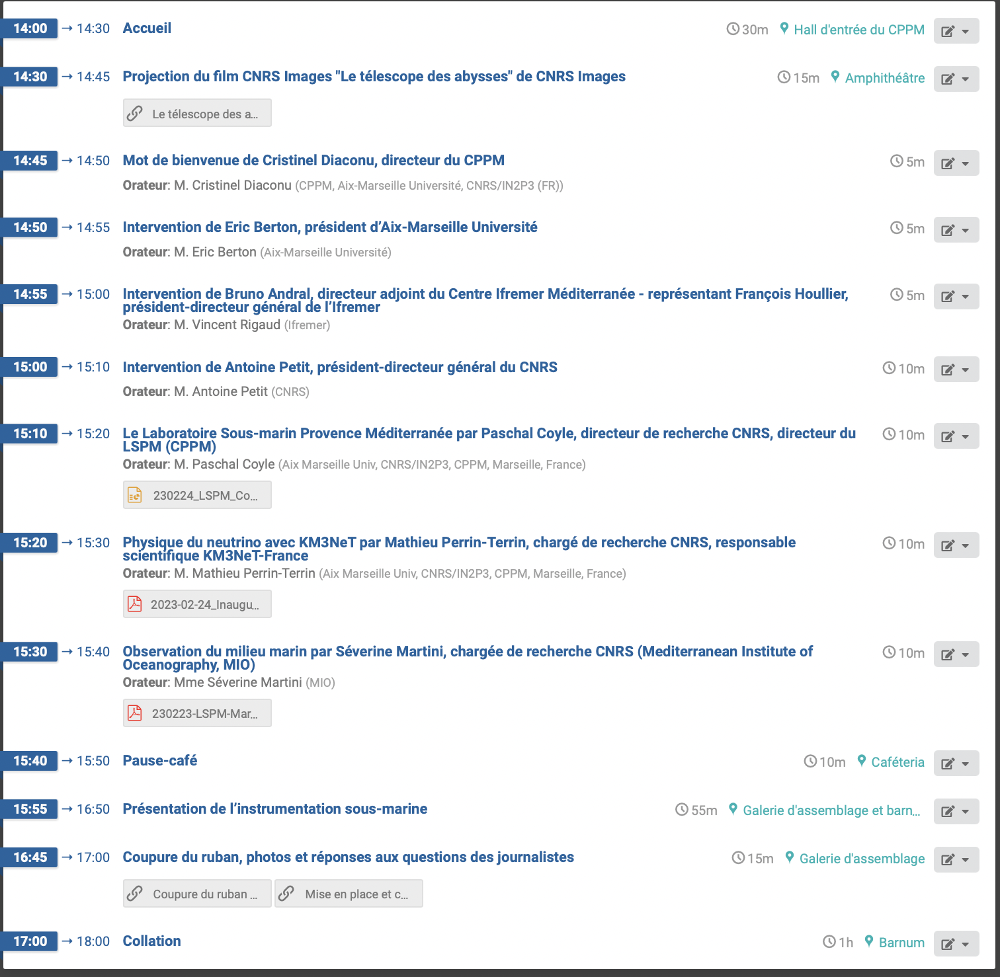 14:00 → 14:30 Accueil 30m Hall d'entrée du CPPM
14:30 → 14:45 Projection du film CNRS Images "Le télescope des abysses" de CNRS Images 15m Amphithéâtre
Le télescope des a...
14:45 → 14:50 Mot de bienvenue de Cristinel Diaconu, directeur du CPPM 5m
Orateur: M. Cristinel Diaconu (CPPM, Aix-Marseille Université, CNRS/IN2P3 (FR))
14:50 → 14:55 Intervention de Eric Berton, président d’Aix-Marseille Université 5m
Orateur: M. Eric Berton (Aix-Marseille Université)
14:55 → 15:00 Intervention de Bruno Andral, directeur adjoint du Centre Ifremer Méditerranée - représentant François Houllier, 5m
président-directeur général de l’Ifremer
Orateur: M. Vincent Rigaud (Ifremer)
15:00 → 15:10 Intervention de Antoine Petit, président-directeur général du CNRS 10m
Orateur: M. Antoine Petit (CNRS)
15:10 → 15:20 Le Laboratoire Sous-marin Provence Méditerranée par Paschal Coyle, directeur de recherche CNRS, directeur du 10m
LSPM (CPPM)
Orateur: M. Paschal Coyle (Aix Marseille Univ, CNRS/IN2P3, CPPM, Marseille, France)
230224_LSPM_Co...
15:20 → 15:30 Physique du neutrino avec KM3NeT par Mathieu Perrin-Terrin, chargé de recherche CNRS, responsable 10m
scientifique KM3NeT-France
Orateur: M. Mathieu Perrin-Terrin (Aix Marseille Univ, CNRS/IN2P3, CPPM, Marseille, France)
2023-02-24_Inaugu...
15:30 → 15:40 Observation du milieu marin par Séverine Martini, chargée de recherche CNRS (Mediterranean Institute of 10m
Oceanography, MIO)
Orateur: Mme Séverine Martini (MIO)
230223-LSPM-Mar...
15:40 → 15:50 Pause-café 10m Caféteria
15:55 → 16:50 Présentation de l’instrumentation sous-marine 55m Galerie d'assemblage et barn...
16:45 → 17:00 Coupure du ruban, photos et réponses aux questions des journalistes 15m Galerie d'assemblage
Coupure du ruban ... Mise en place et c...
17:00 → 18:00 Collation 1h Barnum